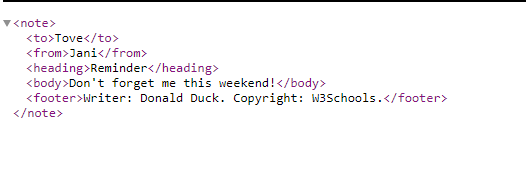 <note>
<to>Tove</to>
<from>Jani</from>
<heading>Reminder</heading>
<body>Don't forget me this weekend!</body>
<footer>Writer: Donald Duck. Copyright: W3Schools.</footer>
</note>